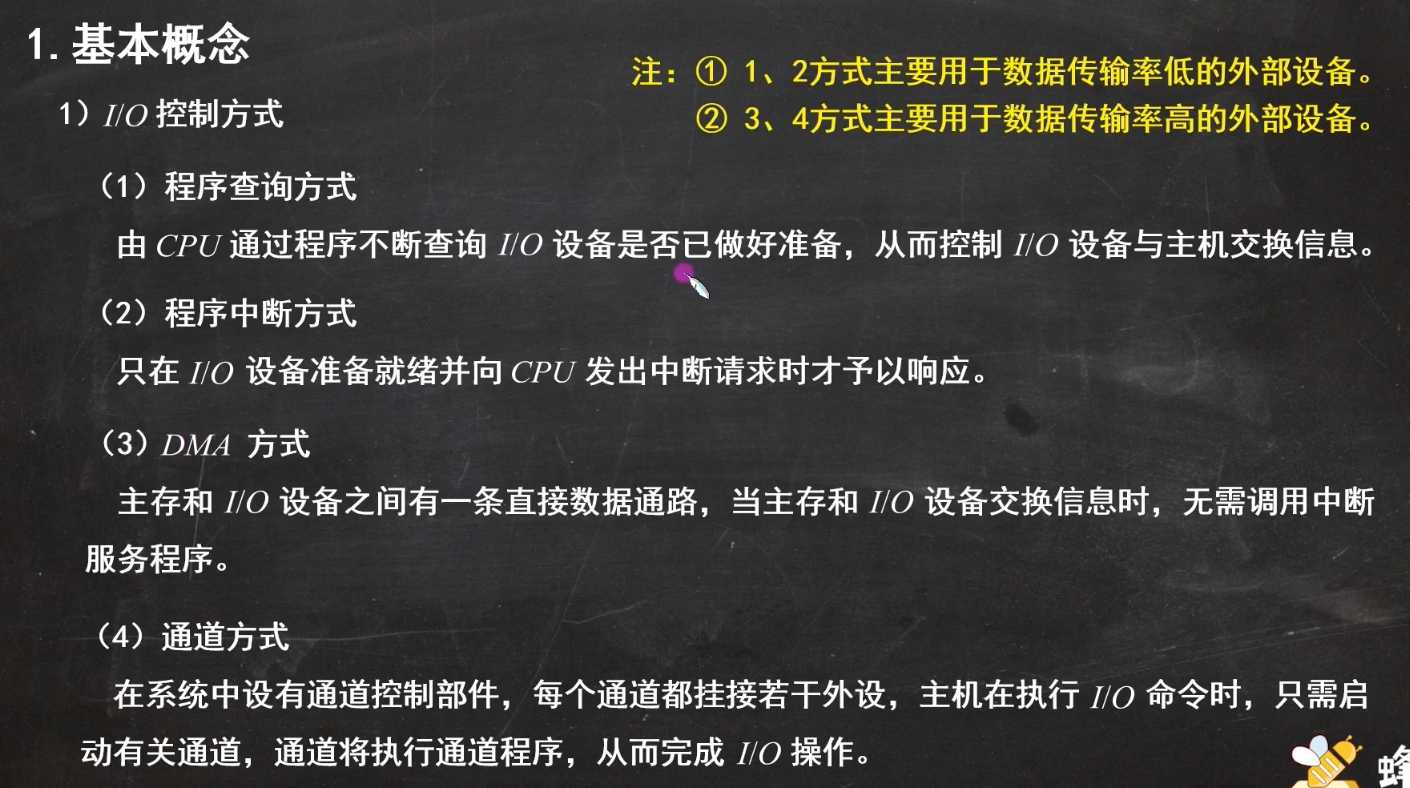 1.基本概念
注：① 1、2方式主要用于数据传输率低的外部设备。
② 3、4方式主要用于数据传输率高的外部设备。
1）I/O 控制方式
（1）程序查询方式
由 CPU 通过程序不断查询 I/O 设备是否已做好准备，从而控制 I/O 设备与主机交换信息。
（2）程序中断方式
只在 I/O 设备准备就绪并向 CPU 发出中断请求时才予以响应。
（3）DMA 方式
主存和 I/O 设备之间有一条直接数据通路，当主存和 I/O 设备交换信息时，无需调用中断
服务程序。
（4）通道方式
在系统中设有通道控制部件，每个通道都挂接若干外设，主机在执行 I/O 命令时，只需启
动有关通道，通道将执行通道程序，从而完成 I/O 操作。